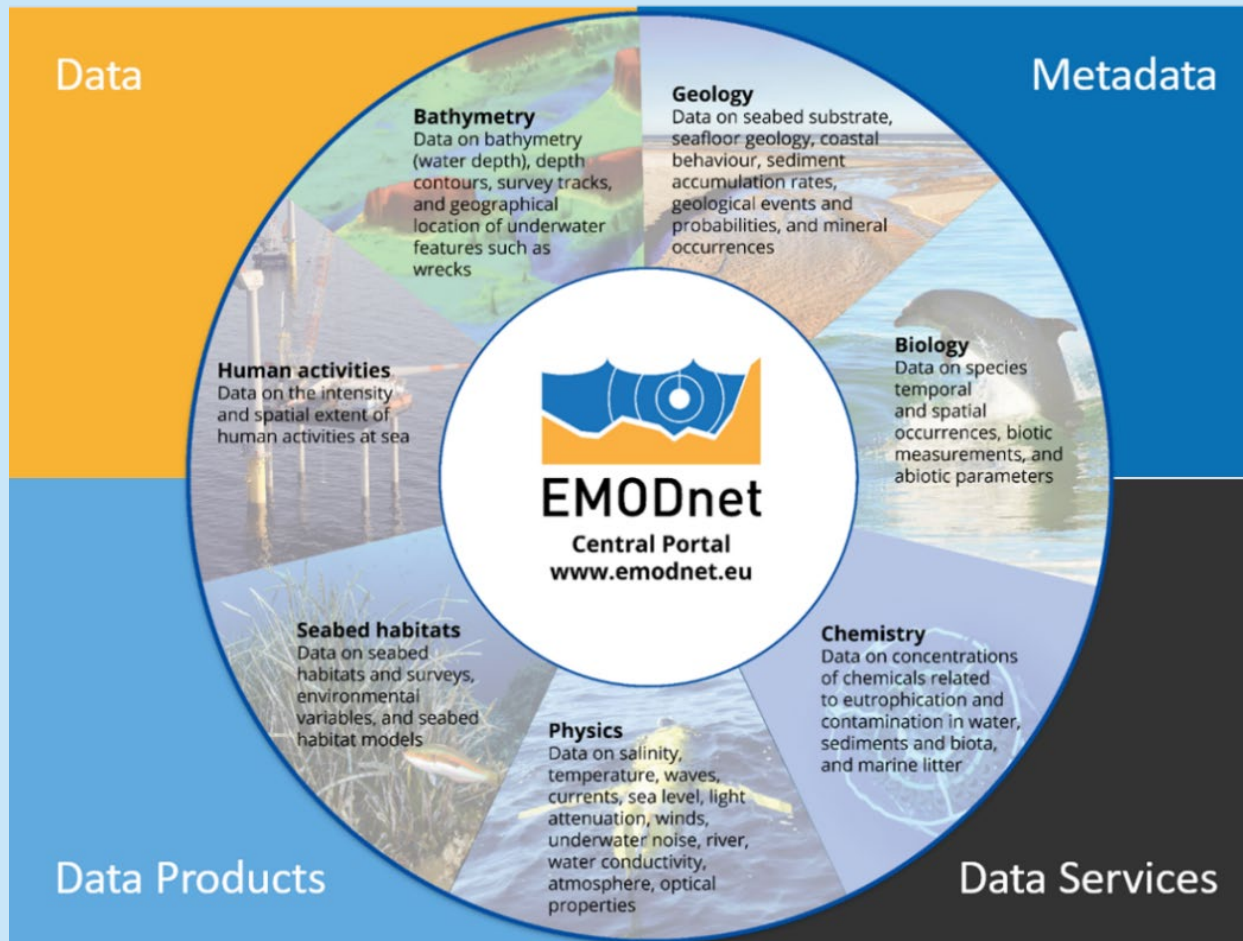 Data
Metadata
Bathymetry
Data on bathymetry
(water depth), depth
contours, survey tracks,
and geographical
location of underwater
features such as
wrecks
Geology
Data on seabed substrate,
seafloor geology, coastal
behaviour, sediment
accumulation rates,
geological events and
probabilities, and mineral
occurrences
Human activities
Data on the intensity
and spatial extent of
human activities at sea
Biology
Data on species
temporal
and spatial
occurrences, biotic
measurements, and
abiotic parameters
EMODnet
Central Portal
www.emodnet.eu
Seabed habitats
Data on seabed
habitats and surveys,
environmental
variables, and seabed
habitat models
Physics
Data on salinity,
temperature, waves,
currents, sea level, light
attenuation, winds,
underwater noise, river,
water conductivity,
atmosphere, optical
properties
Chemistry
Data on concentrations
of chemicals related
to eutrophication and
contamination in water,
sediments and biota,
and marine litter
Data Products
Data Services